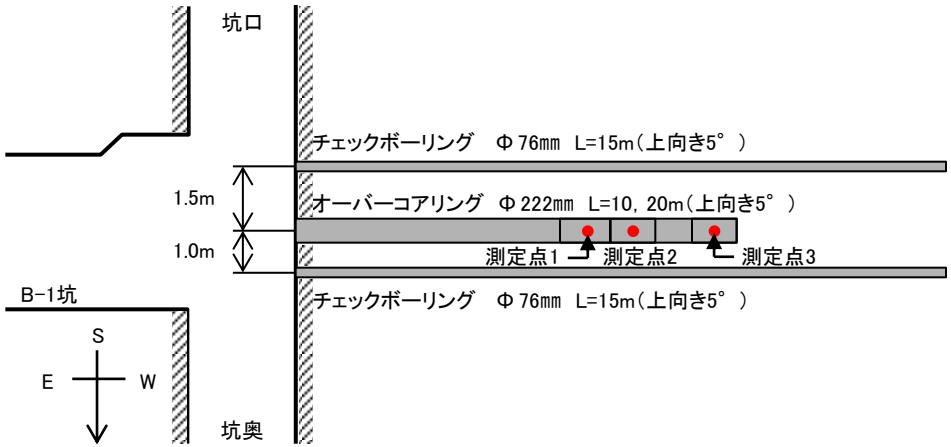 坑口
チェックボーリング Φ76mm L=15m(上向き5°)
1.5m
オーバーコアリング Φ222mm L=10, 20m(上向き5°)
1.0m
測定点1 測定点2 測定点3
B-1坑
チェックボーリング Φ76mm L=15m(上向き5°)
S
E W
坑奥